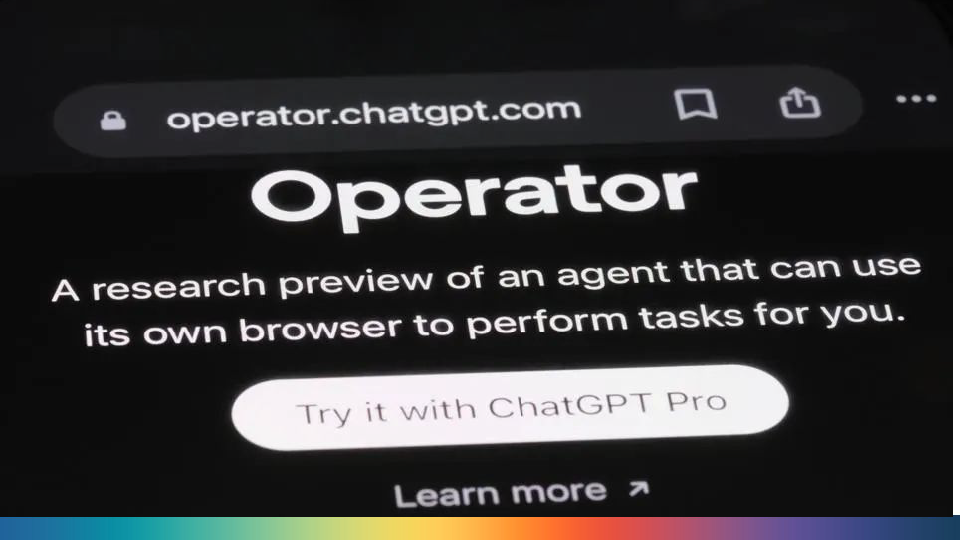 operator.chatgpt.com
Operator
A research preview of an agent that can use
its own browser to perform tasks for you.
Try it with ChatGPT Pro
Learn more ↗